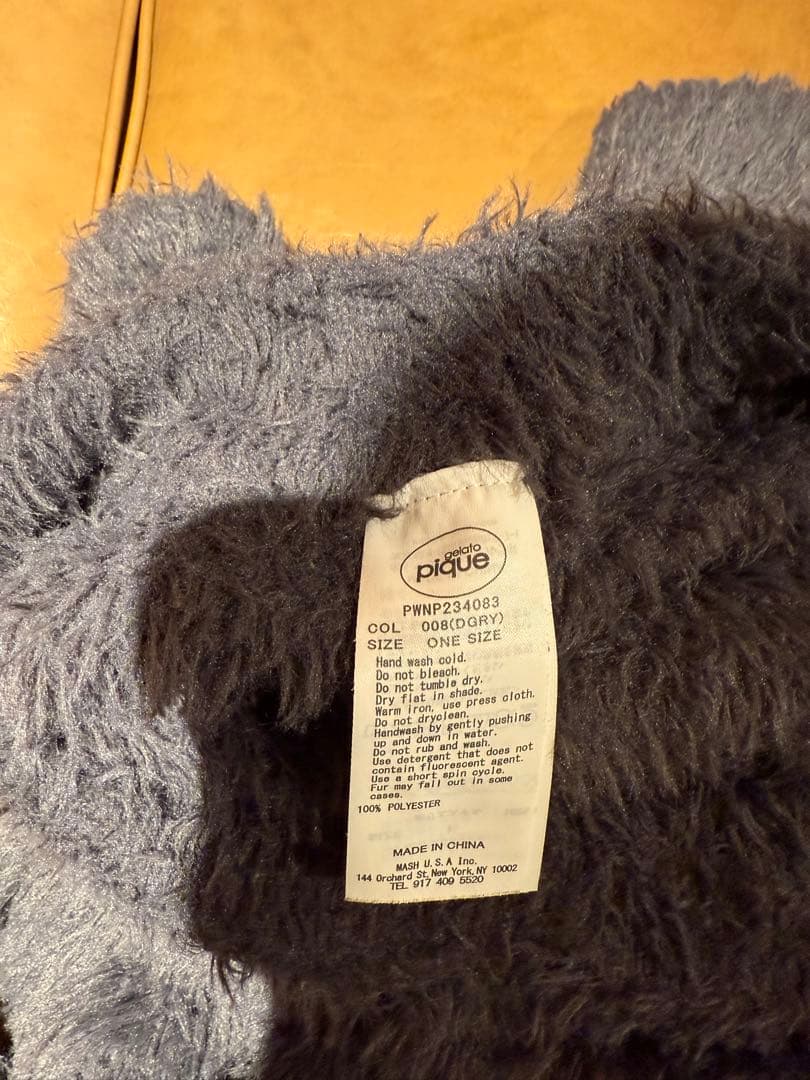 gelato
pique
PWNP234083
COL 008(DGRY)
SIZE ONE SIZE
Hand wash cold.
Do not bleach.
Do not tumble dry.
Dry flat in shade.
Warm iron, use press cloth.
Do not dryclean.
Handwash by gently pushing
up and down in water.
Do not rub and wash.
Use detergent that does not
contain fluorescent agent.
Use a short spin cycle.
Fur may fall out in some
cases.
100% POLYESTER
MADE IN CHINA
MASH U.S.A Inc.
144 Orchard St,New York,NY 10002
TEL 917 409 5520